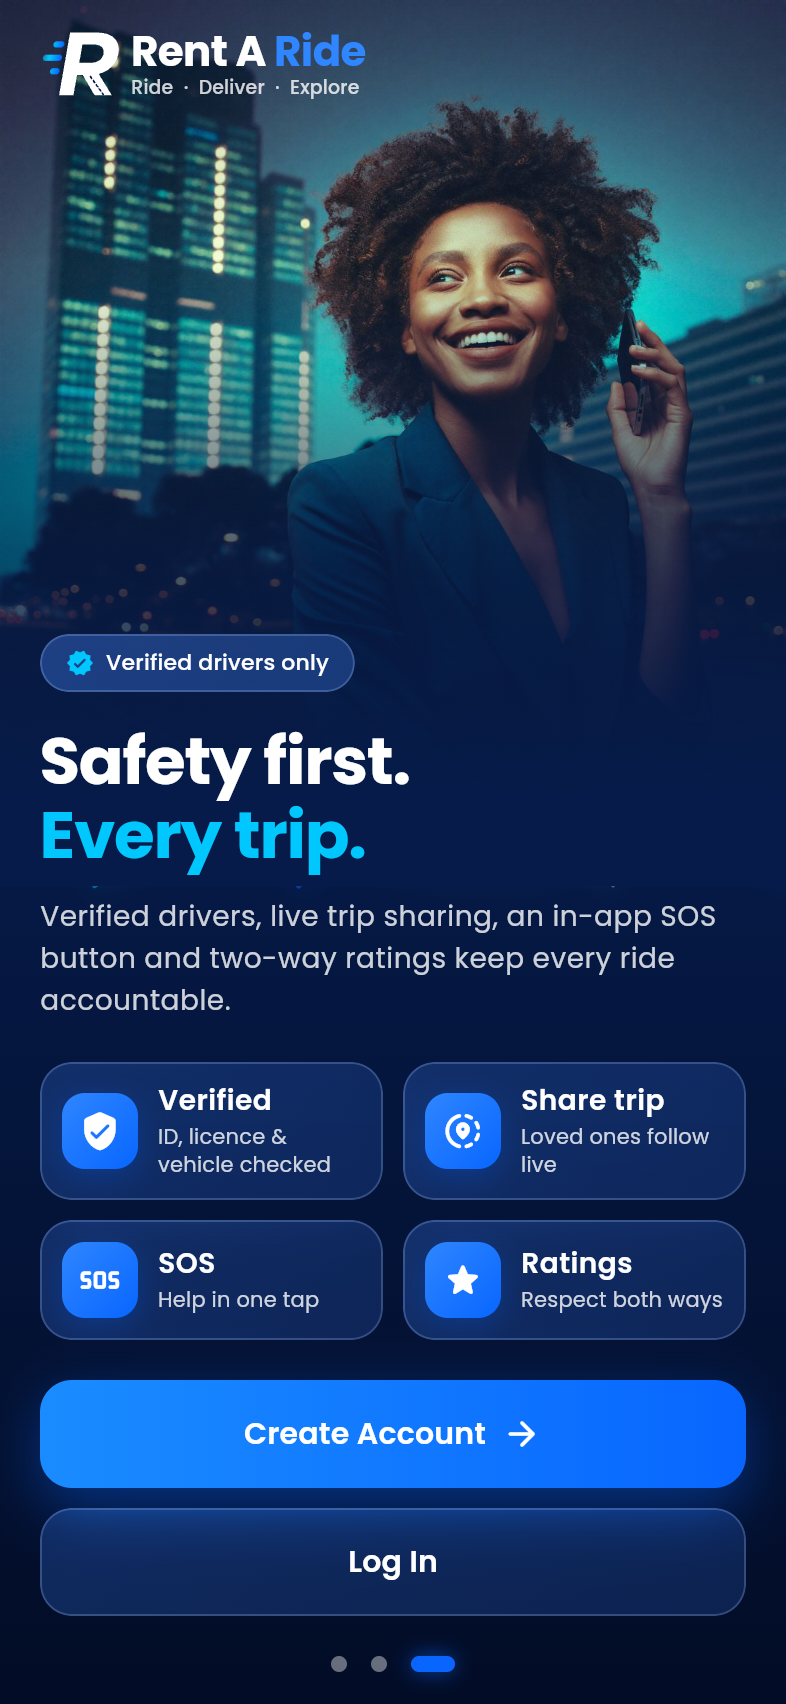 Rent A Ride
Ride · Deliver · Explore
Verified drivers only
Safety first.
Every trip.
Verified drivers, live trip sharing, an in-app SOS
button and two-way ratings keep every ride
accountable.
Verified
ID, licence &
vehicle checked
Share trip
Loved ones follow
live
SOS
SOS
Help in one tap
Ratings
Respect both ways
Create Account →
Log In